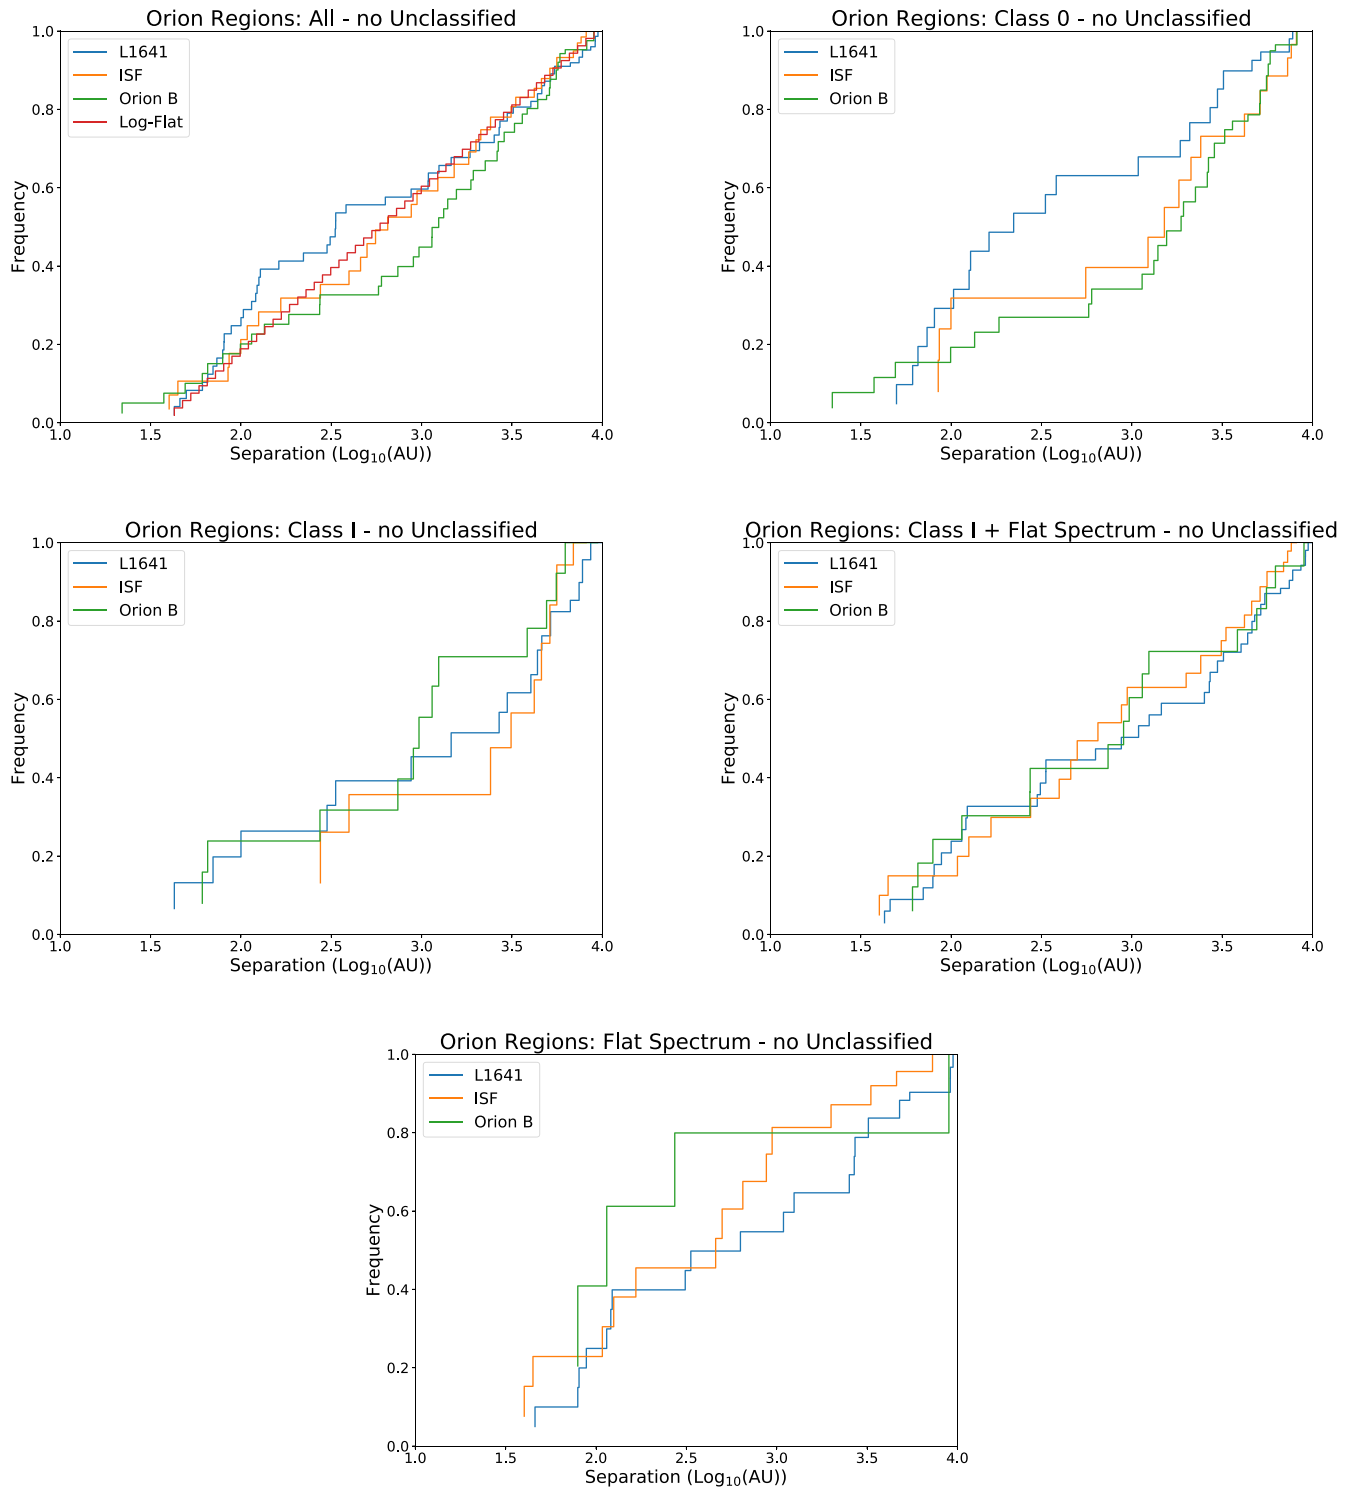 Orion Regions: All - no Unclassified
L1641
ISF
Orion B
Log-Flat
Frequency
0.0
0.2
0.4
0.6
0.8
1.0
1.0 1.5 2.0 2.5 3.0 3.5 4.0
Separation (Log₁₀(AU))
Orion Regions: Class 0 - no Unclassified
L1641
ISF
Orion B
Frequency
0.0
0.2
0.4
0.6
0.8
1.0
1.0 1.5 2.0 2.5 3.0 3.5 4.0
Separation (Log₁₀(AU))
Orion Regions: Class I - no Unclassified
L1641
ISF
Orion B
Frequency
0.0
0.2
0.4
0.6
0.8
1.0
1.0 1.5 2.0 2.5 3.0 3.5 4.0
Separation (Log₁₀(AU))
Orion Regions: Class I + Flat Spectrum - no Unclassified
L1641
ISF
Orion B
Frequency
0.0
0.2
0.4
0.6
0.8
1.0
1.0 1.5 2.0 2.5 3.0 3.5 4.0
Separation (Log₁₀(AU))
Orion Regions: Flat Spectrum - no Unclassified
L1641
ISF
Orion B
Frequency
0.0
0.2
0.4
0.6
0.8
1.0
1.0 1.5 2.0 2.5 3.0 3.5 4.0
Separation (Log₁₀(AU))